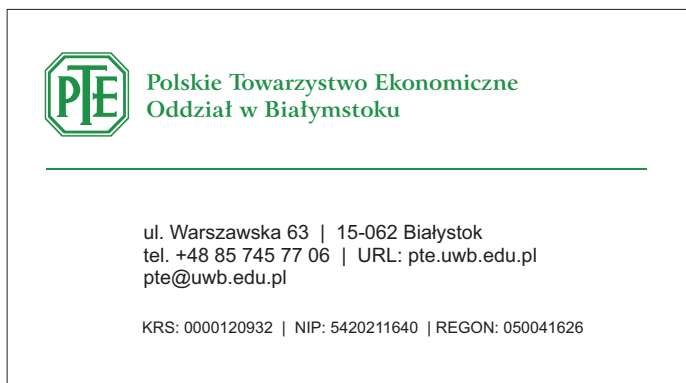 PTE
Polskie Towarzystwo Ekonomiczne
Oddział w Białymstoku
ul. Warszawska 63 | 15-062 Białystok
tel. +48 85 745 77 06 | URL: pte.uwb.edu.pl
pte@uwb.edu.pl
KRS: 0000120932 | NIP: 5420211640 | REGON: 050041626